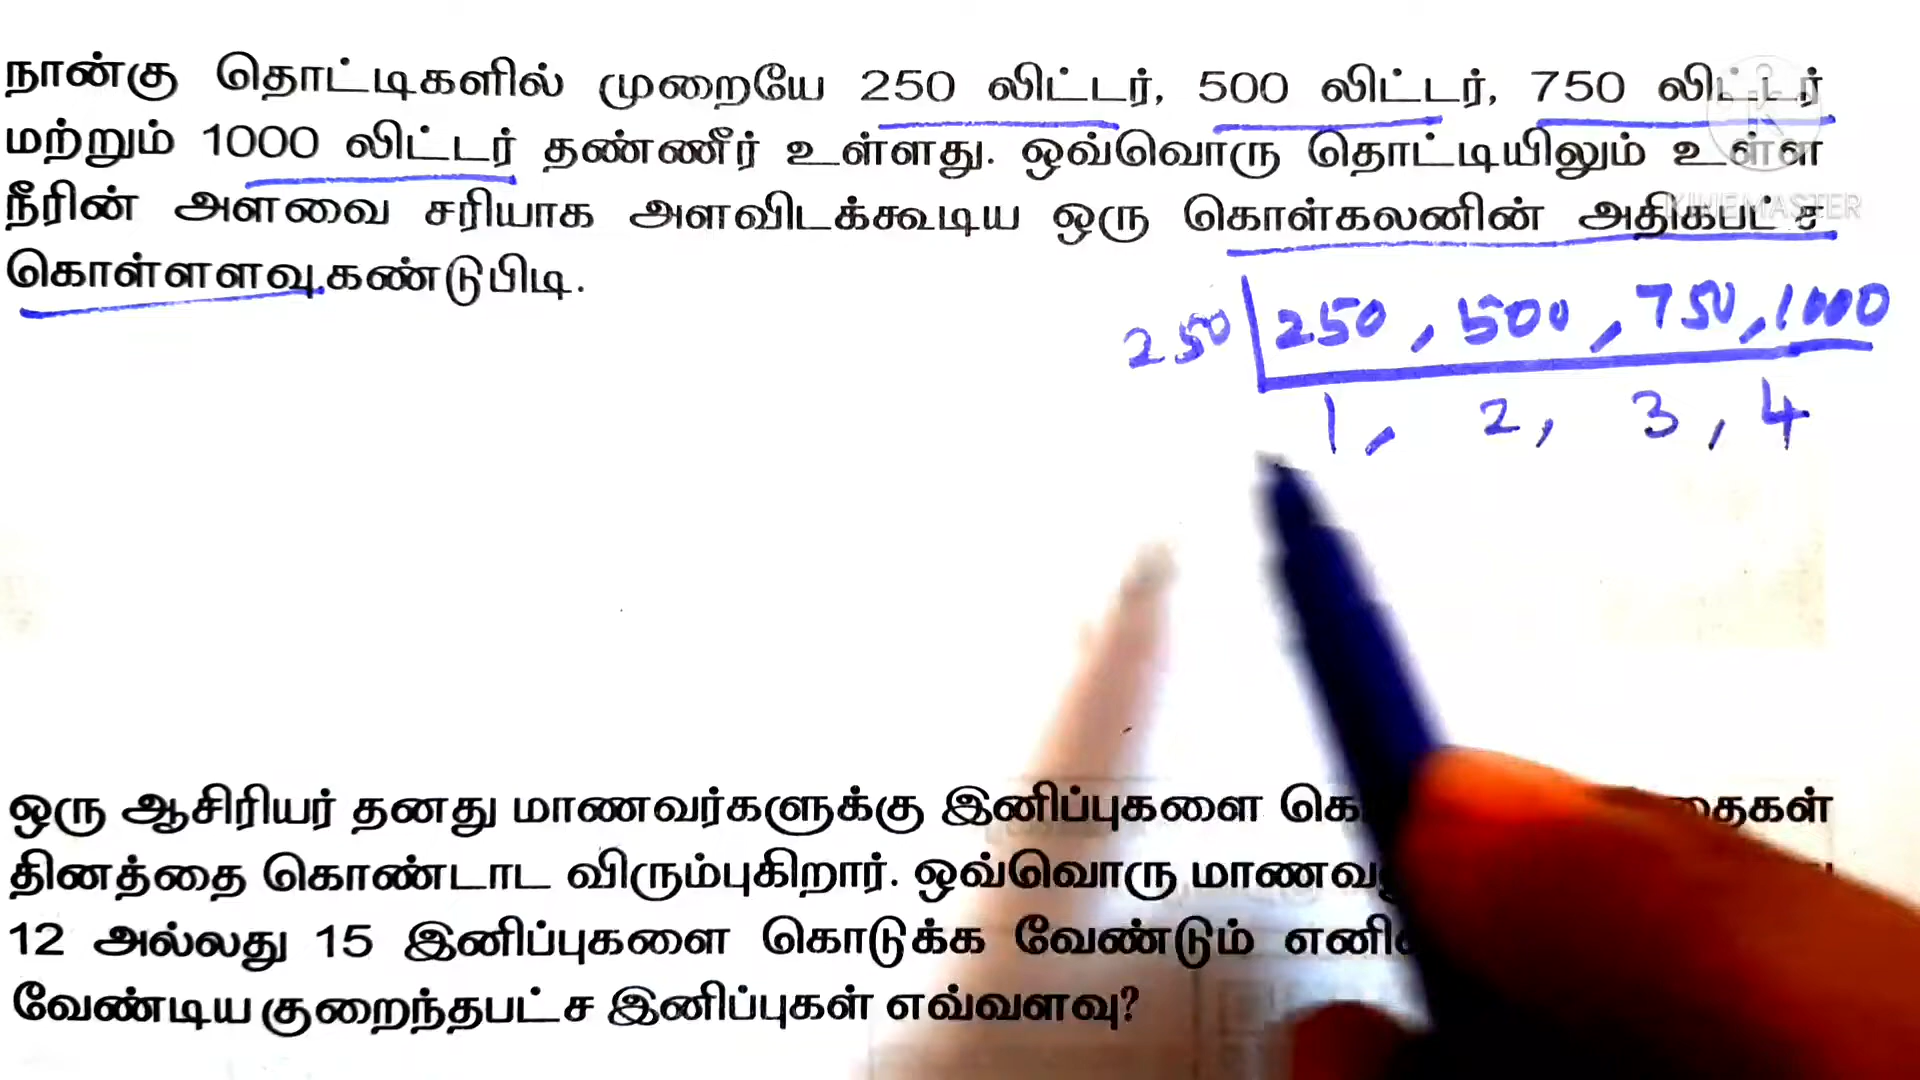 நான்கு தொட்டிகளில் முறையே 250 லிட்டர், 500 லிட்டர், 750 லிட்டர்
மற்றும் 1000 லிட்டர் தண்ணீர் உள்ளது. ஒவ்வொரு தொட்டியிலும் உள்ள
நீரின் அளவை சரியாக அளவிடக்கூடிய ஒரு கொள்கலனின் அதிகபட்ச
கொள்ளளவு கண்டுபிடி.
KINEMASTER
250 250, 500, 750, 1000
1, 2, 3, 4
ஒரு ஆசிரியர் தனது மாணவர்களுக்கு இனிப்புகளை
தினத்தை கொண்டாட விரும்புகிறார். ஒவ்வொரு
12 அல்லது 15 இனிப்புகளை கொடுக்க வேண்டும்
வேண்டிய குறைந்தபட்ச இனிப்புகள் எவ்வளவு?